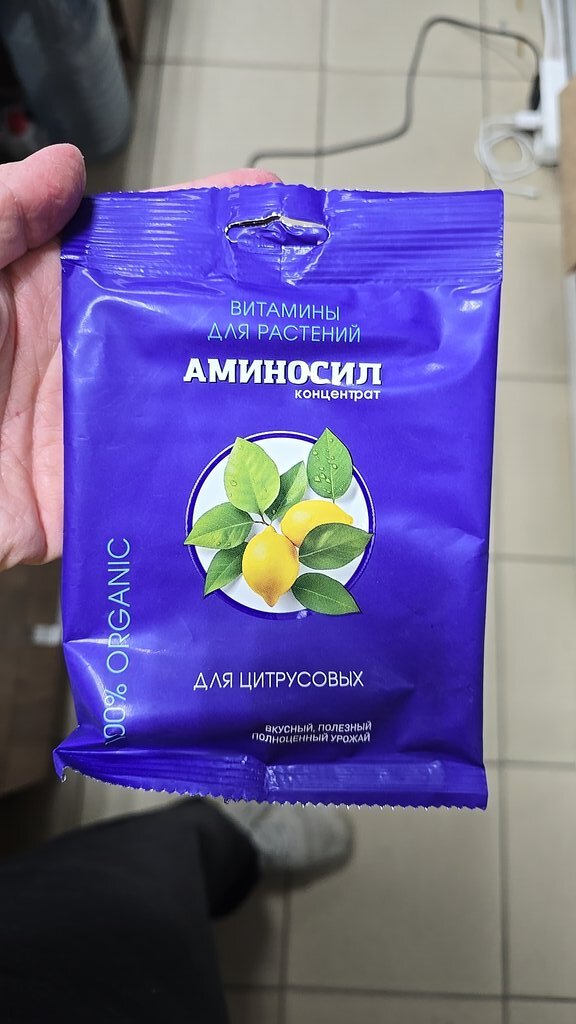 ВИТАМИНЫ
ДЛЯ РАСТЕНИЙ
АМИНОСИЛ
концентрат
100% ORGANIC
ДЛЯ ЦИТРУСОВЫХ
ВКУСНЫЙ, ПОЛЕЗНЫЙ
ПОЛНОЦЕННЫЙ УРОЖАЙ